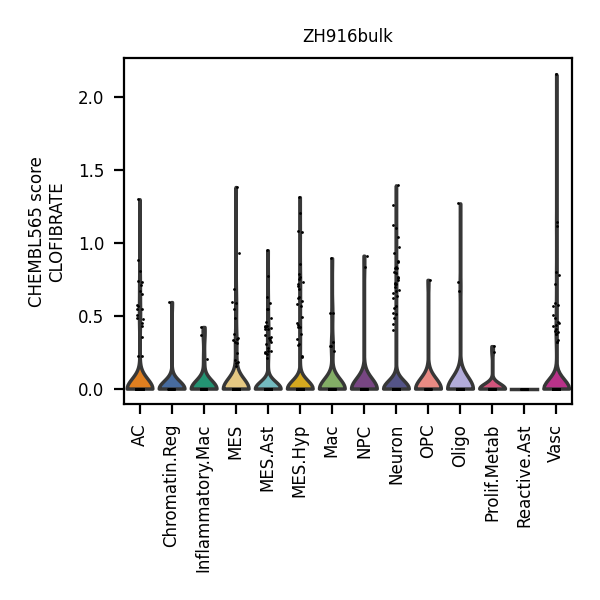 ZH916bulk
CHEMBL565 score
CLOFIBRATE
2.0
1.5
1.0
0.5
0.0
AC
Chromatin.Reg
Inflammatory.Mac
MES
MES.Ast
MES.Hyp
Mac
NPC
Neuron
OPC
Oligo
Prolif.Metab
Reactive.Ast
Vasc